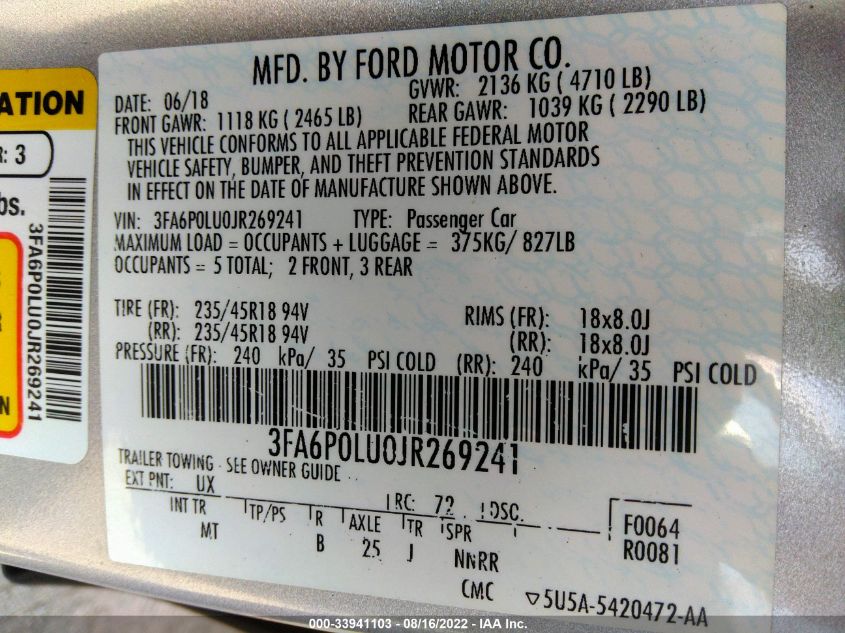 MFD. BY FORD MOTOR CO.
DATE: 06/18
GVWR: 2136 KG ( 4710 LB)
FRONT GAWR: 1118 KG ( 2465 LB)
REAR GAWR: 1039 KG ( 2290 LB)
THIS VEHICLE CONFORMS TO ALL APPLICABLE FEDERAL MOTOR
VEHICLE SAFETY, BUMPER, AND THEFT PREVENTION STANDARDS
IN EFFECT ON THE DATE OF MANUFACTURE SHOWN ABOVE.
VIN: 3FA6P0LU0JR269241 TYPE: Passenger Car
MAXIMUM LOAD = OCCUPANTS + LUGGAGE = 375KG/ 827LB
OCCUPANTS = 5 TOTAL; 2 FRONT, 3 REAR
TIRE (FR): 235/45R18 94V RIMS (FR): 18x8.0J
(RR): 235/45R18 94V (RR): 18x8.0J
PRESSURE (FR): 240 kPa/ 35 PSI COLD (RR): 240 kPa/ 35 PSI COLD
3FA6P0LU0JR269241
TRAILER TOWING - SEE OWNER GUIDE
EXT PNT: UX RC: 72 DSC:
INT TR TP/PS R AXLE TR SPR F0064
MT B 25 J NNRR R0081
CMC ▽5U5A-5420472-AA
ATION
R: 3
bs.
3FA6P0LU0JR269241
N
000-33941103 - 08/16/2022 - IAA Inc.